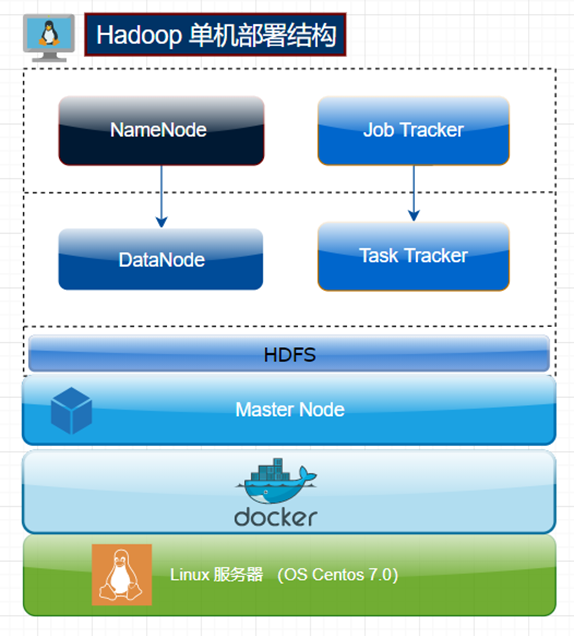 Hadoop 单机部署结构
NameNode
Job Tracker
DataNode
Task Tracker
HDFS
Master Node
docker
Linux 服务器 （OS Centos 7.0）